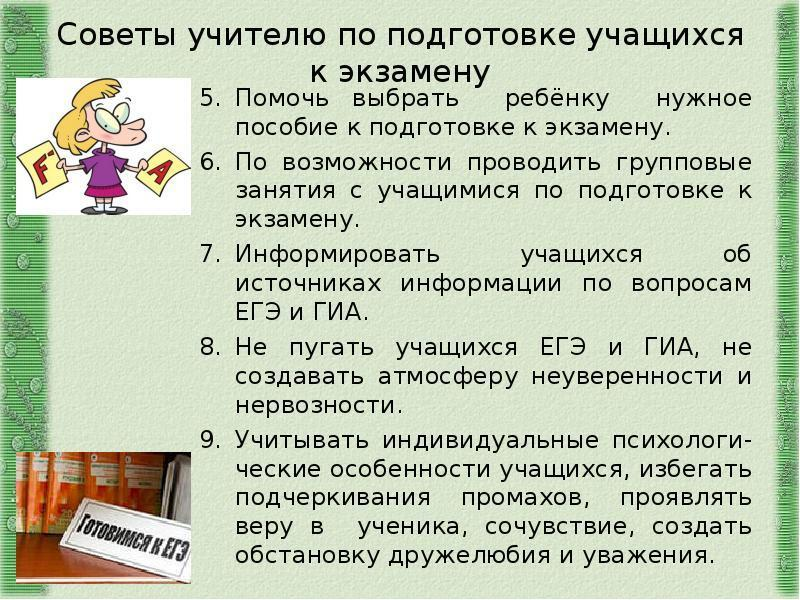 Советы учителю по подготовке учащихся
к экзамену
5. Помочь выбрать ребёнку нужное
пособие к подготовке к экзамену.
6. По возможности проводить групповые
занятия с учащимися по подготовке к
экзамену.
7. Информировать учащихся об
источниках информации по вопросам
ЕГЭ и ГИА.
8. Не пугать учащихся ЕГЭ и ГИА, не
создавать атмосферу неуверенности и
нервозности.
9. Учитывать индивидуальные психологи-
ческие особенности учащихся, избегать
подчеркивания промахов, проявлять
веру в ученика, сочувствие, создать
обстановку дружелюбия и уважения.
F-
A
Готовимся к ЕГЭ